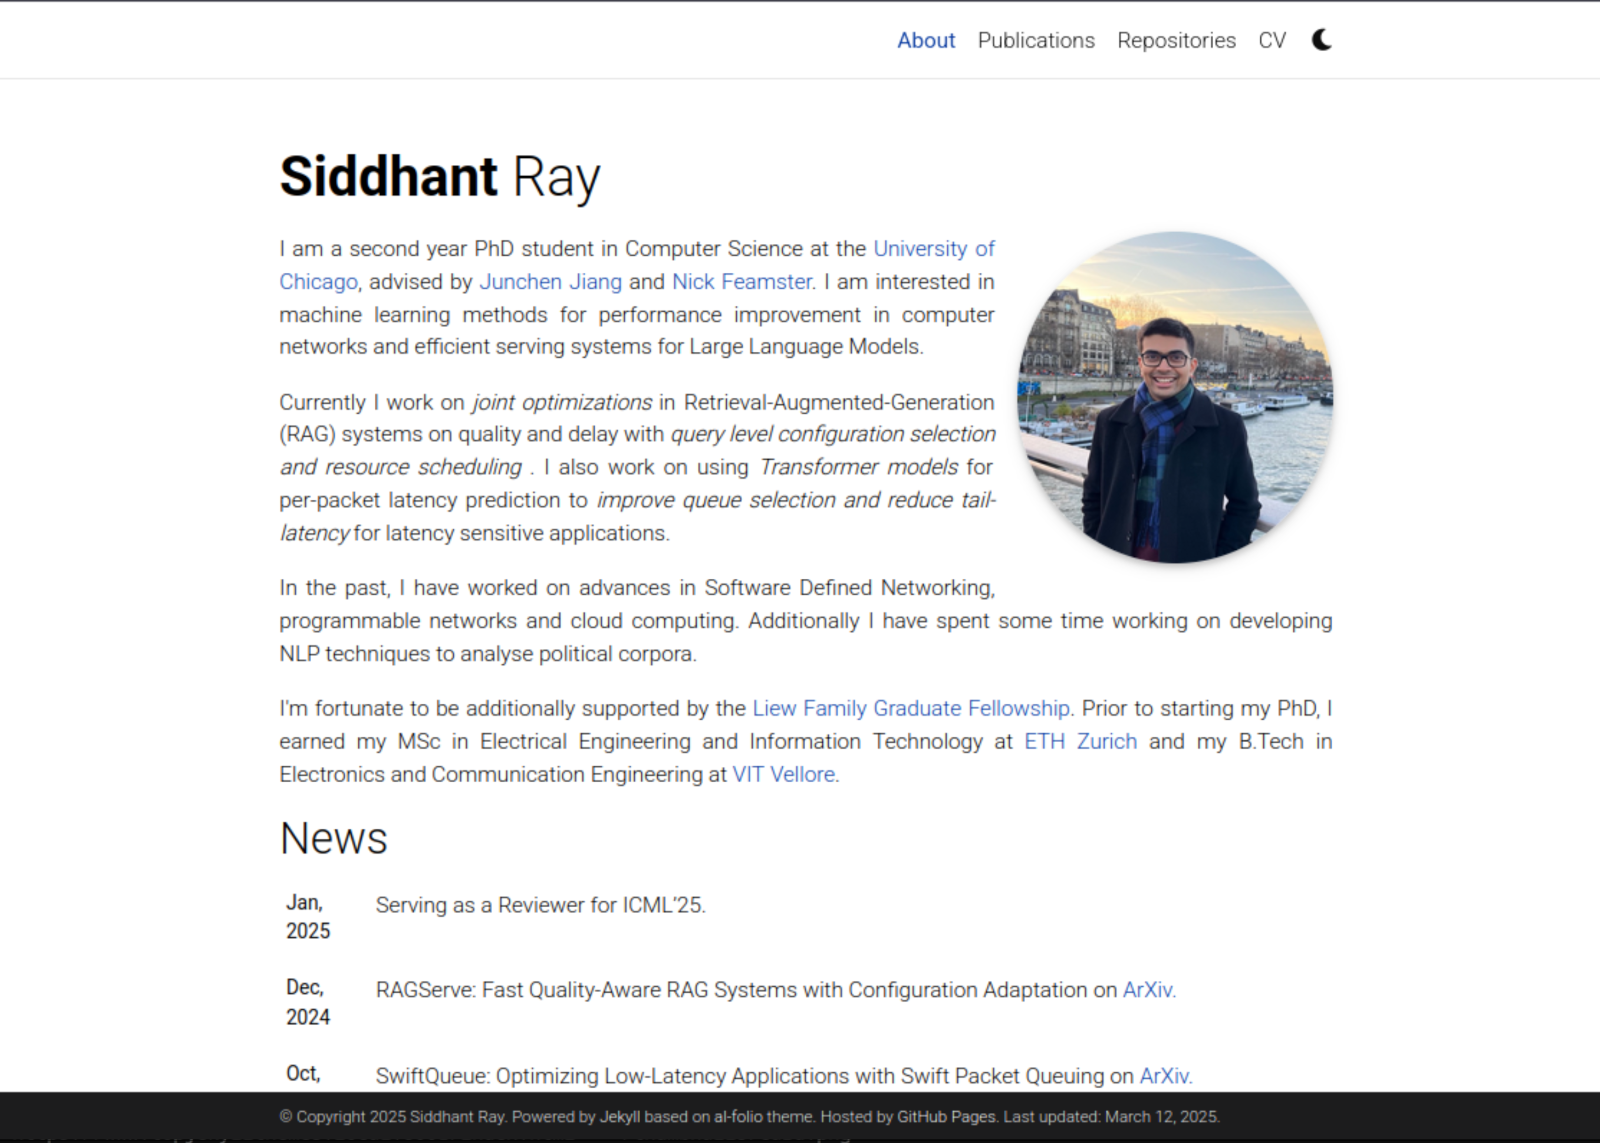 About Publications Repositories CV
Siddhant Ray
I am a second year PhD student in Computer Science at the University of
Chicago, advised by Junchen Jiang and Nick Feamster. I am interested in
machine learning methods for performance improvement in computer
networks and efficient serving systems for Large Language Models.
Currently I work on joint optimizations in Retrieval-Augmented-Generation
(RAG) systems on quality and delay with query level configuration selection
and resource scheduling . I also work on using Transformer models for
per-packet latency prediction to improve queue selection and reduce tail-
latency for latency sensitive applications.
In the past, I have worked on advances in Software Defined Networking,
programmable networks and cloud computing. Additionally I have spent some time working on developing
NLP techniques to analyse political corpora.
I'm fortunate to be additionally supported by the Liew Family Graduate Fellowship. Prior to starting my PhD, I
earned my MSc in Electrical Engineering and Information Technology at ETH Zurich and my B.Tech in
Electronics and Communication Engineering at VIT Vellore.
News
Jan,
2025
Serving as a Reviewer for ICML'25.
Dec,
2024
RAGServe: Fast Quality-Aware RAG Systems with Configuration Adaptation on ArXiv.
Oct,
SwiftQueue: Optimizing Low-Latency Applications with Swift Packet Queuing on ArXiv.
© Copyright 2025 Siddhant Ray. Powered by Jekyll based on al-folio theme. Hosted by GitHub Pages. Last updated: March 12, 2025.